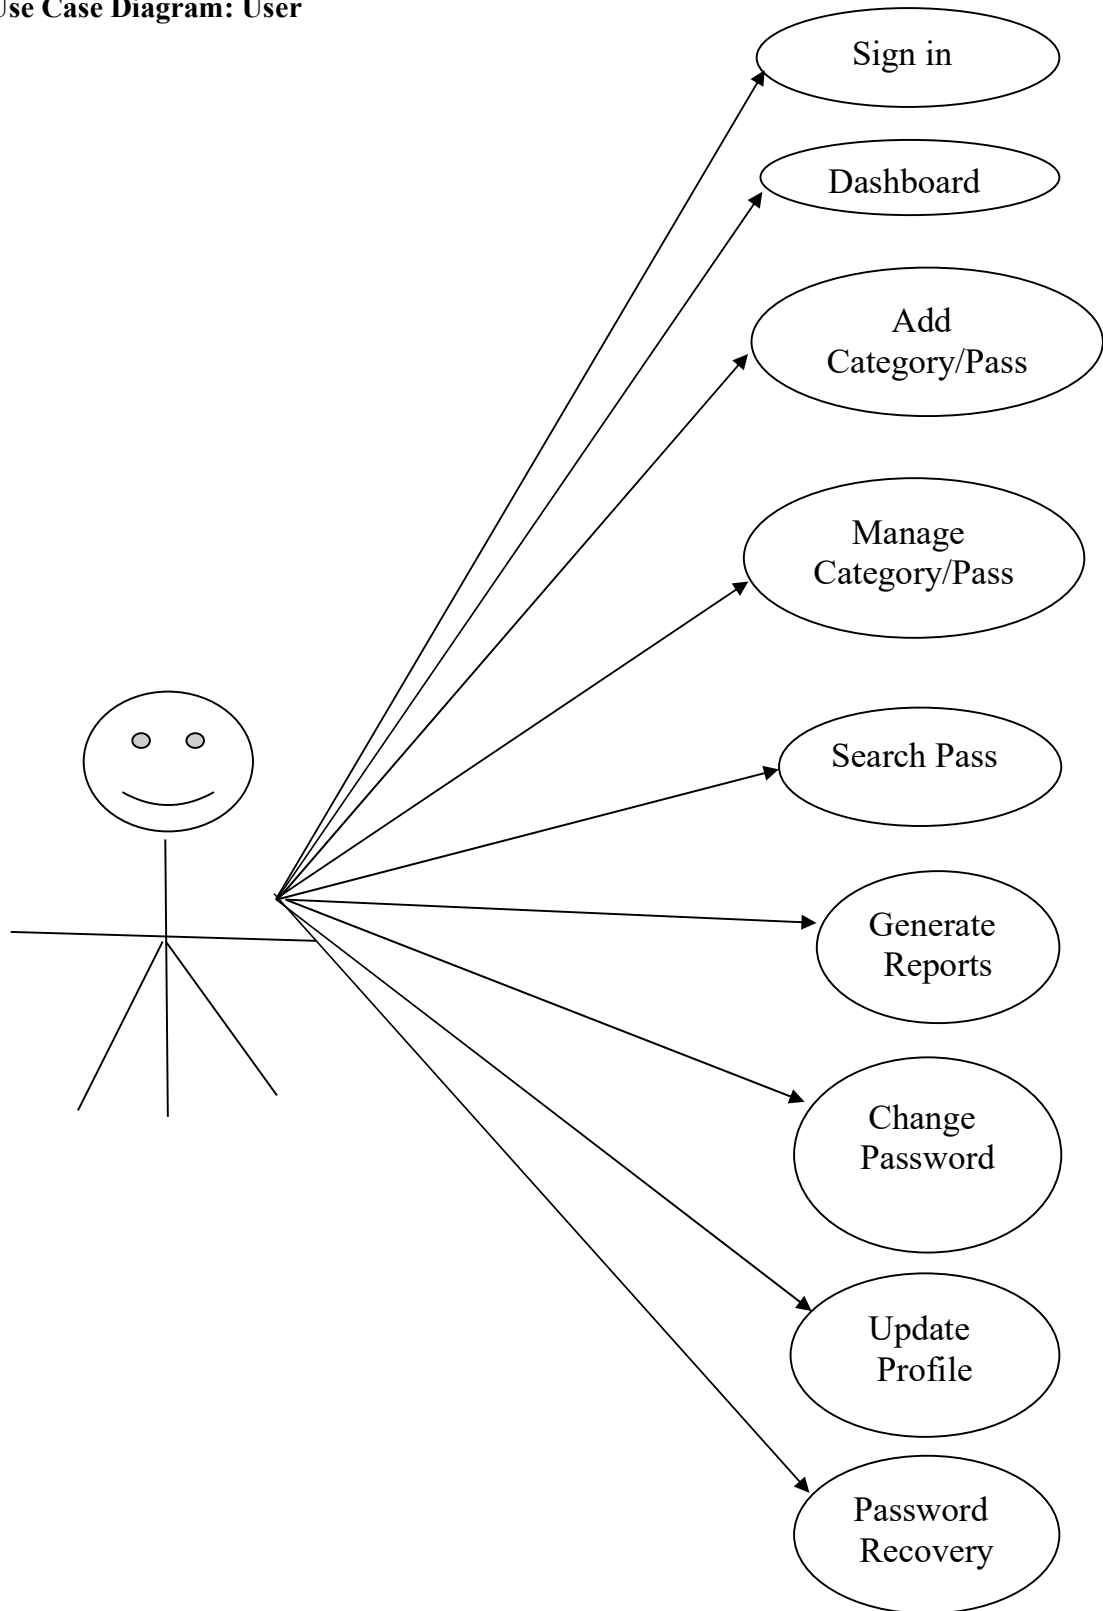 Use Case Diagram: User
Sign in
Dashboard
Add
Category/Pass
Manage
Category/Pass
Search Pass
Generate
Reports
Change
Password
Update
Profile
Password
Recovery